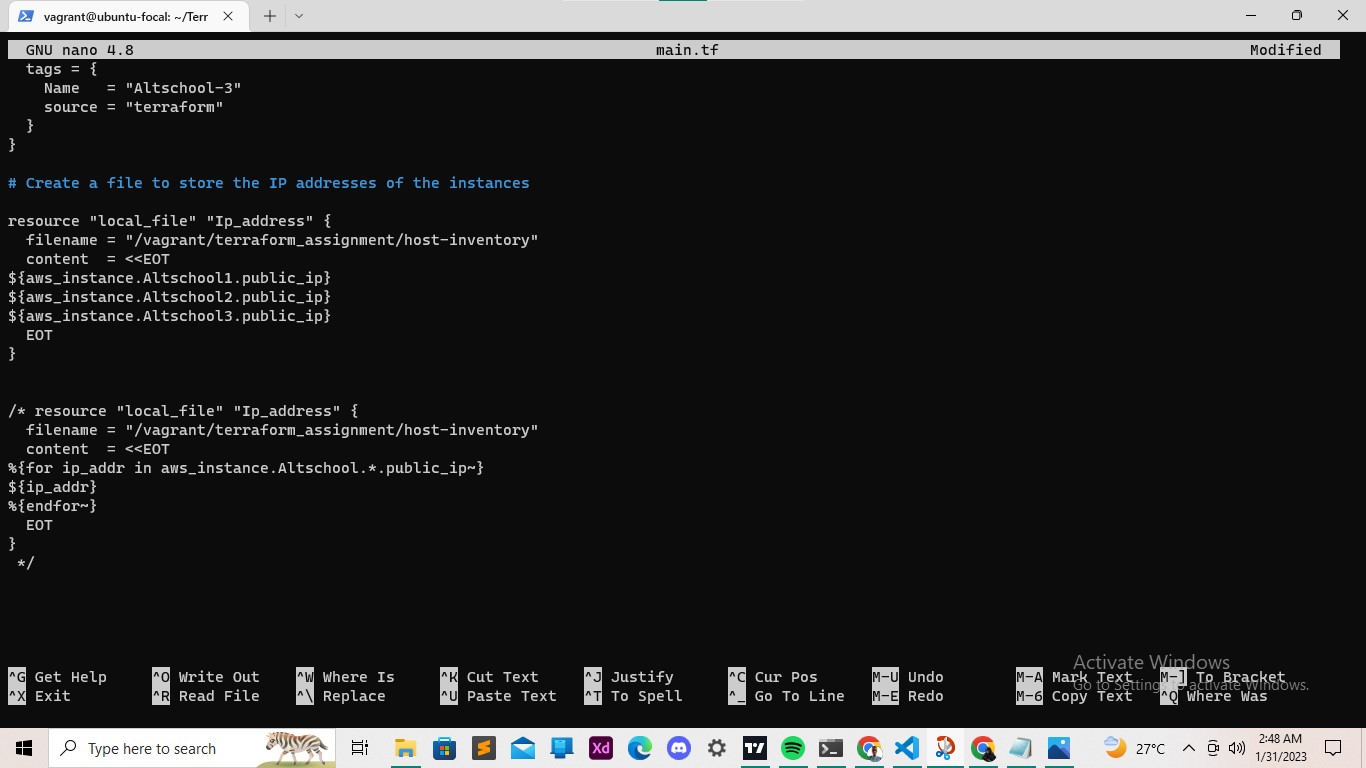 vagrant@ubuntu-focal: ~/Terr
GNU nano 4.8 main.tf Modified
  tags = {
    Name   = "Altschool-3"
    source = "terraform"
  }
}
# Create a file to store the IP addresses of the instances
resource "local_file" "Ip_address" {
  filename = "/vagrant/terraform_assignment/host-inventory"
  content  = <<EOT
${aws_instance.Altschool1.public_ip}
${aws_instance.Altschool2.public_ip}
${aws_instance.Altschool3.public_ip}
  EOT
}
/* resource "local_file" "Ip_address" {
  filename = "/vagrant/terraform_assignment/host-inventory"
  content  = <<EOT
%{for ip_addr in aws_instance.Altschool.*.public_ip~}
${ip_addr}
%{endfor~}
  EOT
}
 */
Activate Windows
Go to Settings to activate Windows.
^G Get Help ^O Write Out ^W Where Is ^K Cut Text ^J Justify ^C Cur Pos M-U Undo M-A Mark Text M-] To Bracket
^X Exit ^R Read File ^\ Replace ^U Paste Text ^T To Spell ^_ Go To Line M-E Redo M-6 Copy Text ^Q Where Was
Type here to search
Xd
27°C
2:48 AM
1/31/2023